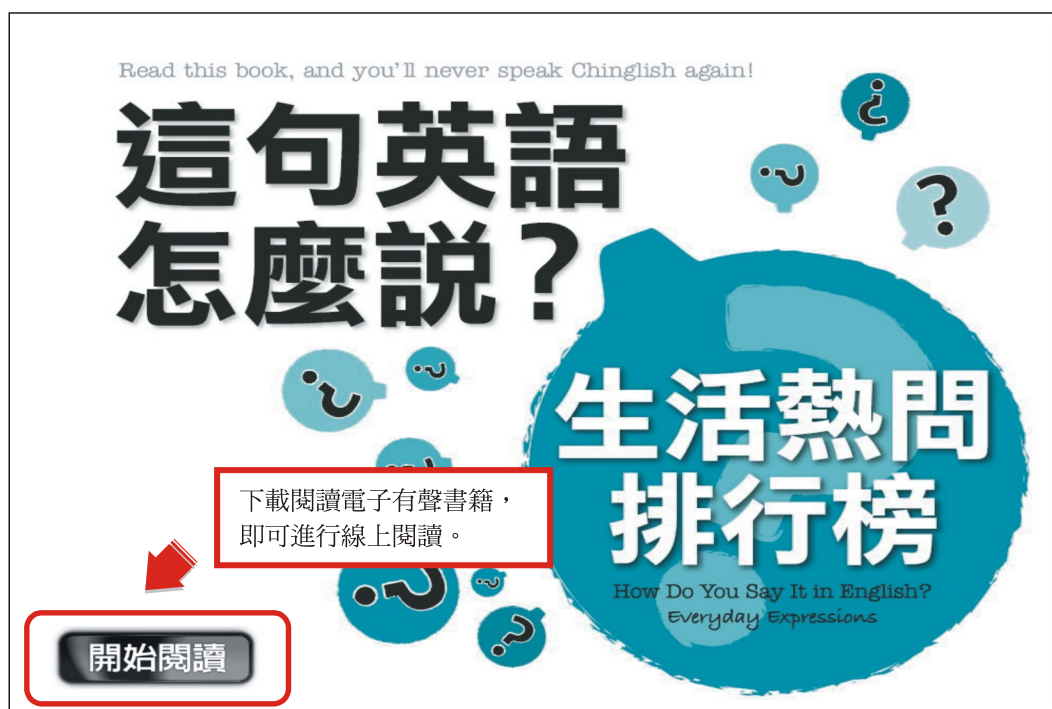 Read this book, and you'll never speak Chinglish again!
這句英語
怎麼説?
生活熱問
排行榜
How Do You Say It in English?
Everyday Expressions
下載閱讀電子有聲書籍，
即可進行線上閱讀。
開始閱讀